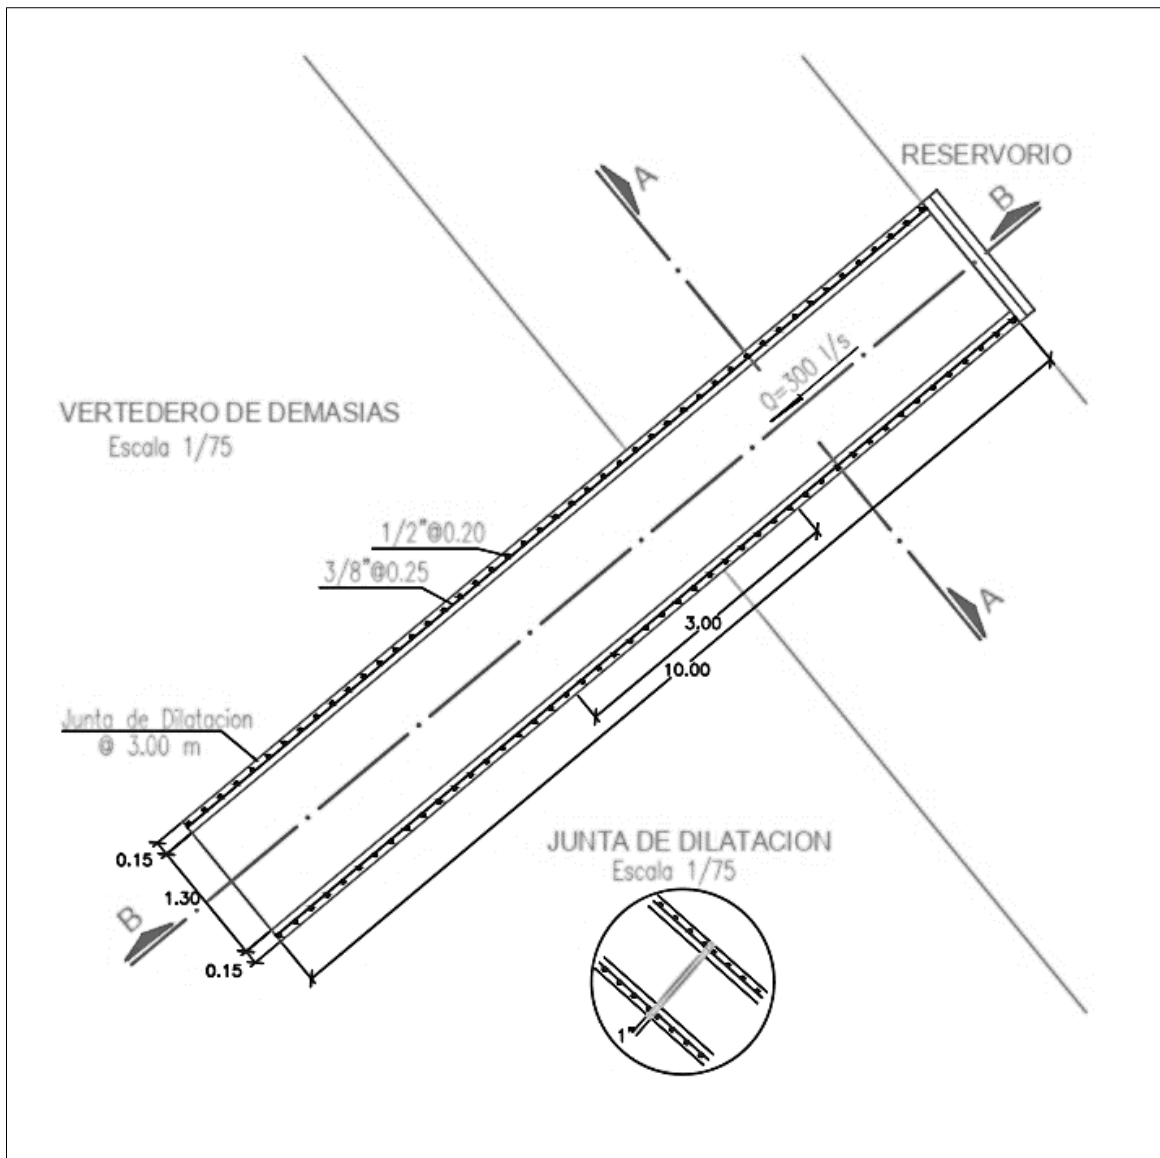 RESERVORIO
A
B
Q=300 l/s
VERTEDERO DE DEMASIAS
Escala 1/75
1/2"@0.20
3/8"@0.25
A
3.00
10.00
Junta de Dilatacion
@ 3.00 m
0.15
1.30
B
0.15
JUNTA DE DILATACION
Escala 1/75
1"